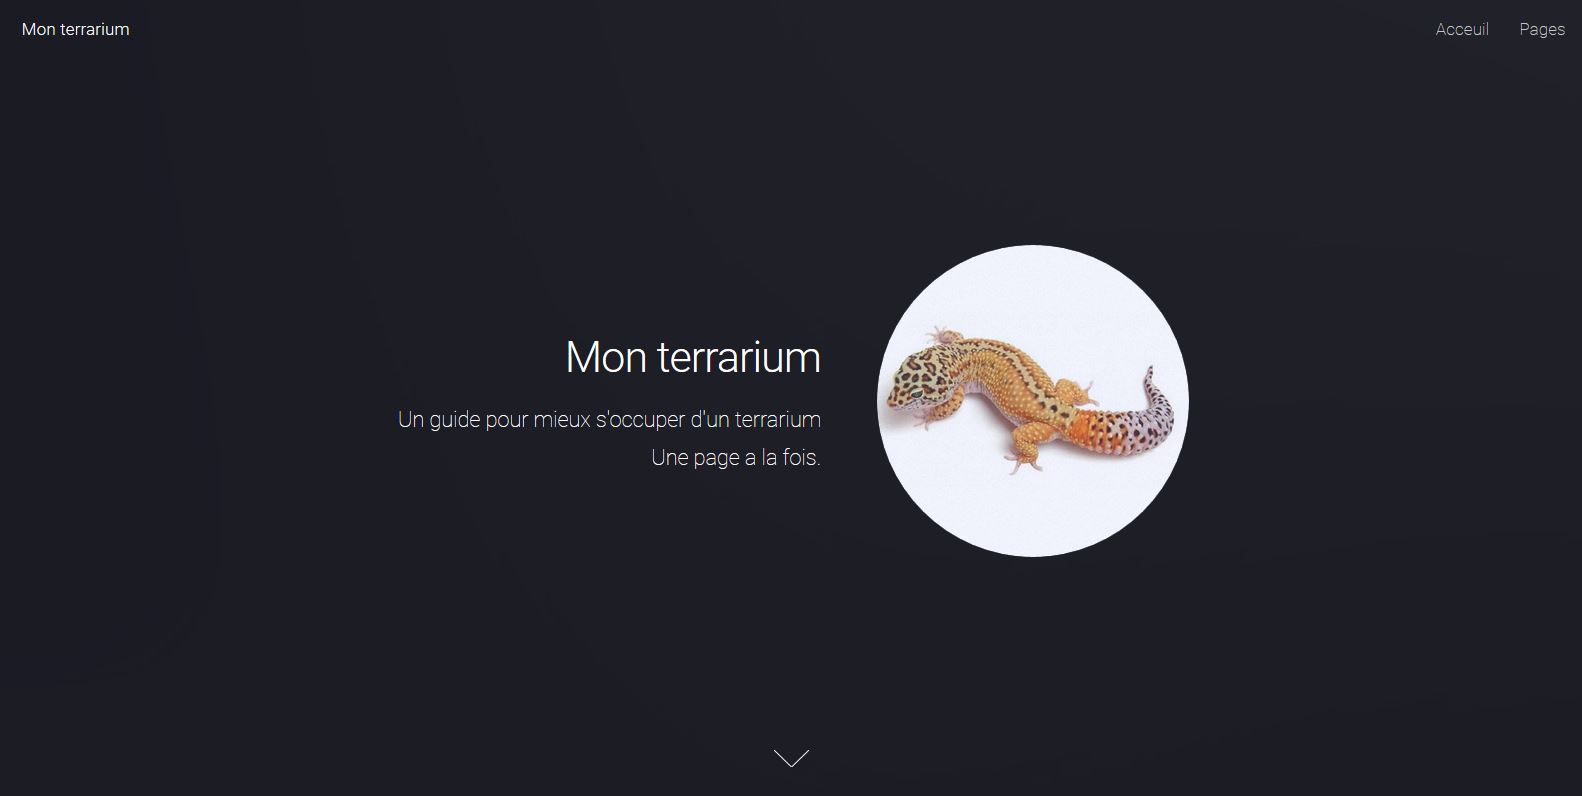 Mon terrarium
Acceuil
Pages
Mon terrarium
Un guide pour mieux s'occuper d'un terrarium
Une page a la fois.